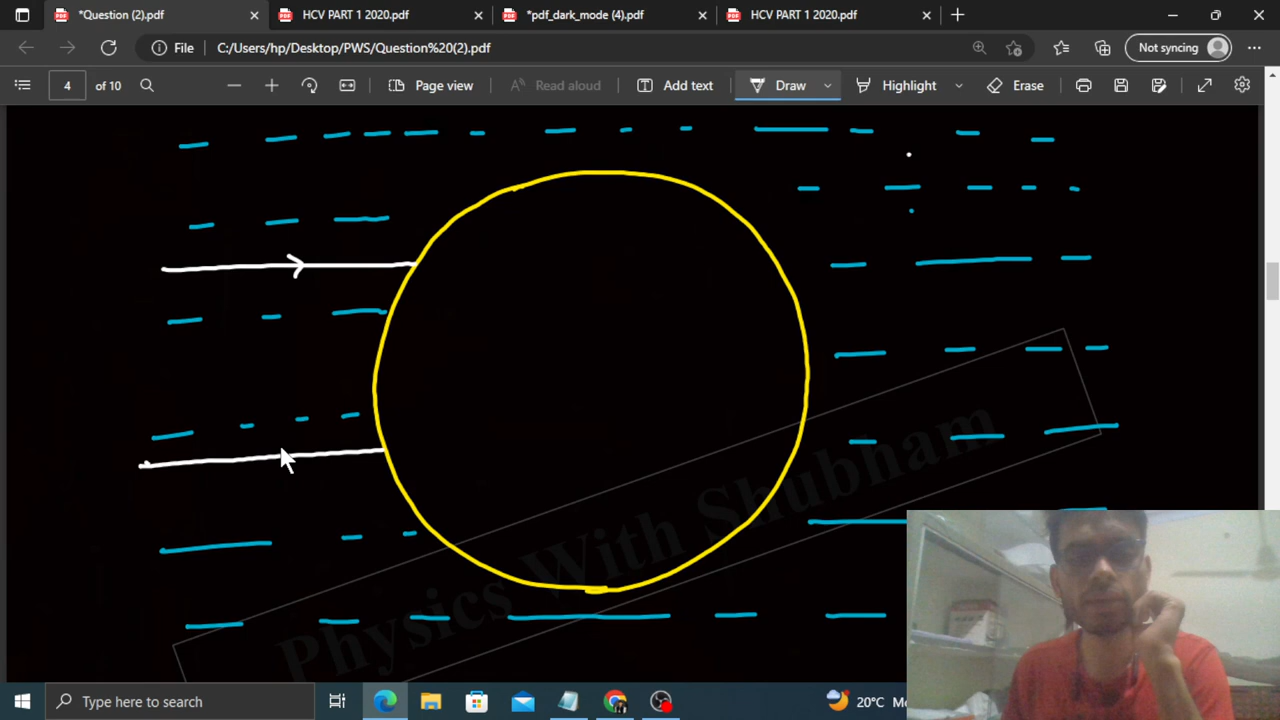 *Question (2).pdf
HCV PART 1 2020.pdf
*pdf_dark_mode (4).pdf
HCV PART 1 2020.pdf
File
C:/Users/hp/Desktop/PWS/Question%20(2).pdf
Not syncing
4 of 10
Page view
Read aloud
Add text
Draw
Highlight
Erase
Physics With Shubham
Type here to search
20°C